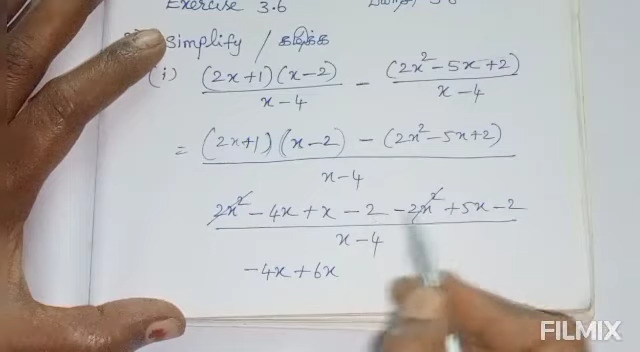 Exercise 3.6
Simplify / சுருக்குக
(i) (2x+1)(x-2) / x-4 - (2x²-5x+2) / x-4
= (2x+1)(x-2) - (2x²-5x+2) / x-4
2x² - 4x + x - 2 - 2x² + 5x - 2 / x-4
-4x + 6x
FILMIX